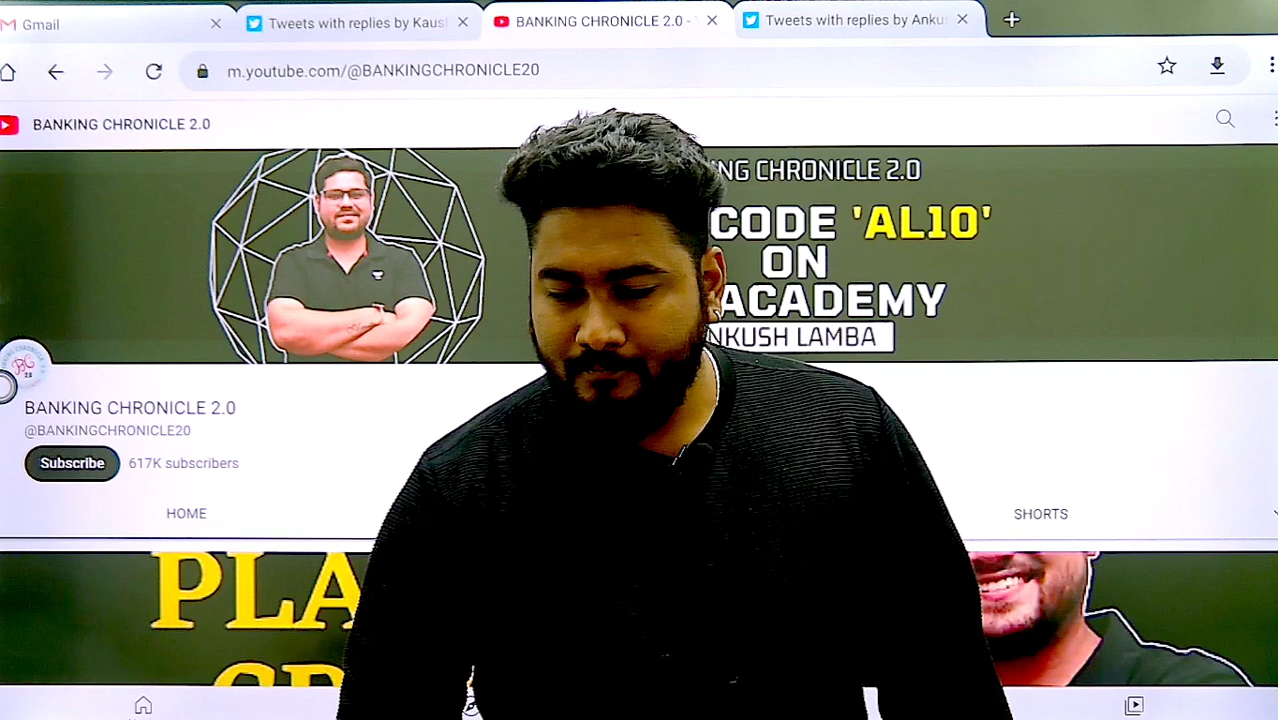 Gmail
Tweets with replies by Kaus
BANKING CHRONICLE 2.0 -
Tweets with replies by Anku
m.youtube.com/@BANKINGCHRONICLE20
BANKING CHRONICLE 2.0
NG CHRONICLE 2.0
CODE 'AL10'
ON
ACADEMY
NKUSH LAMBA
BANKING CHRONICLE 2.0
@BANKINGCHRONICLE20
Subscribe 617K subscribers
HOME
SHORTS
PLA